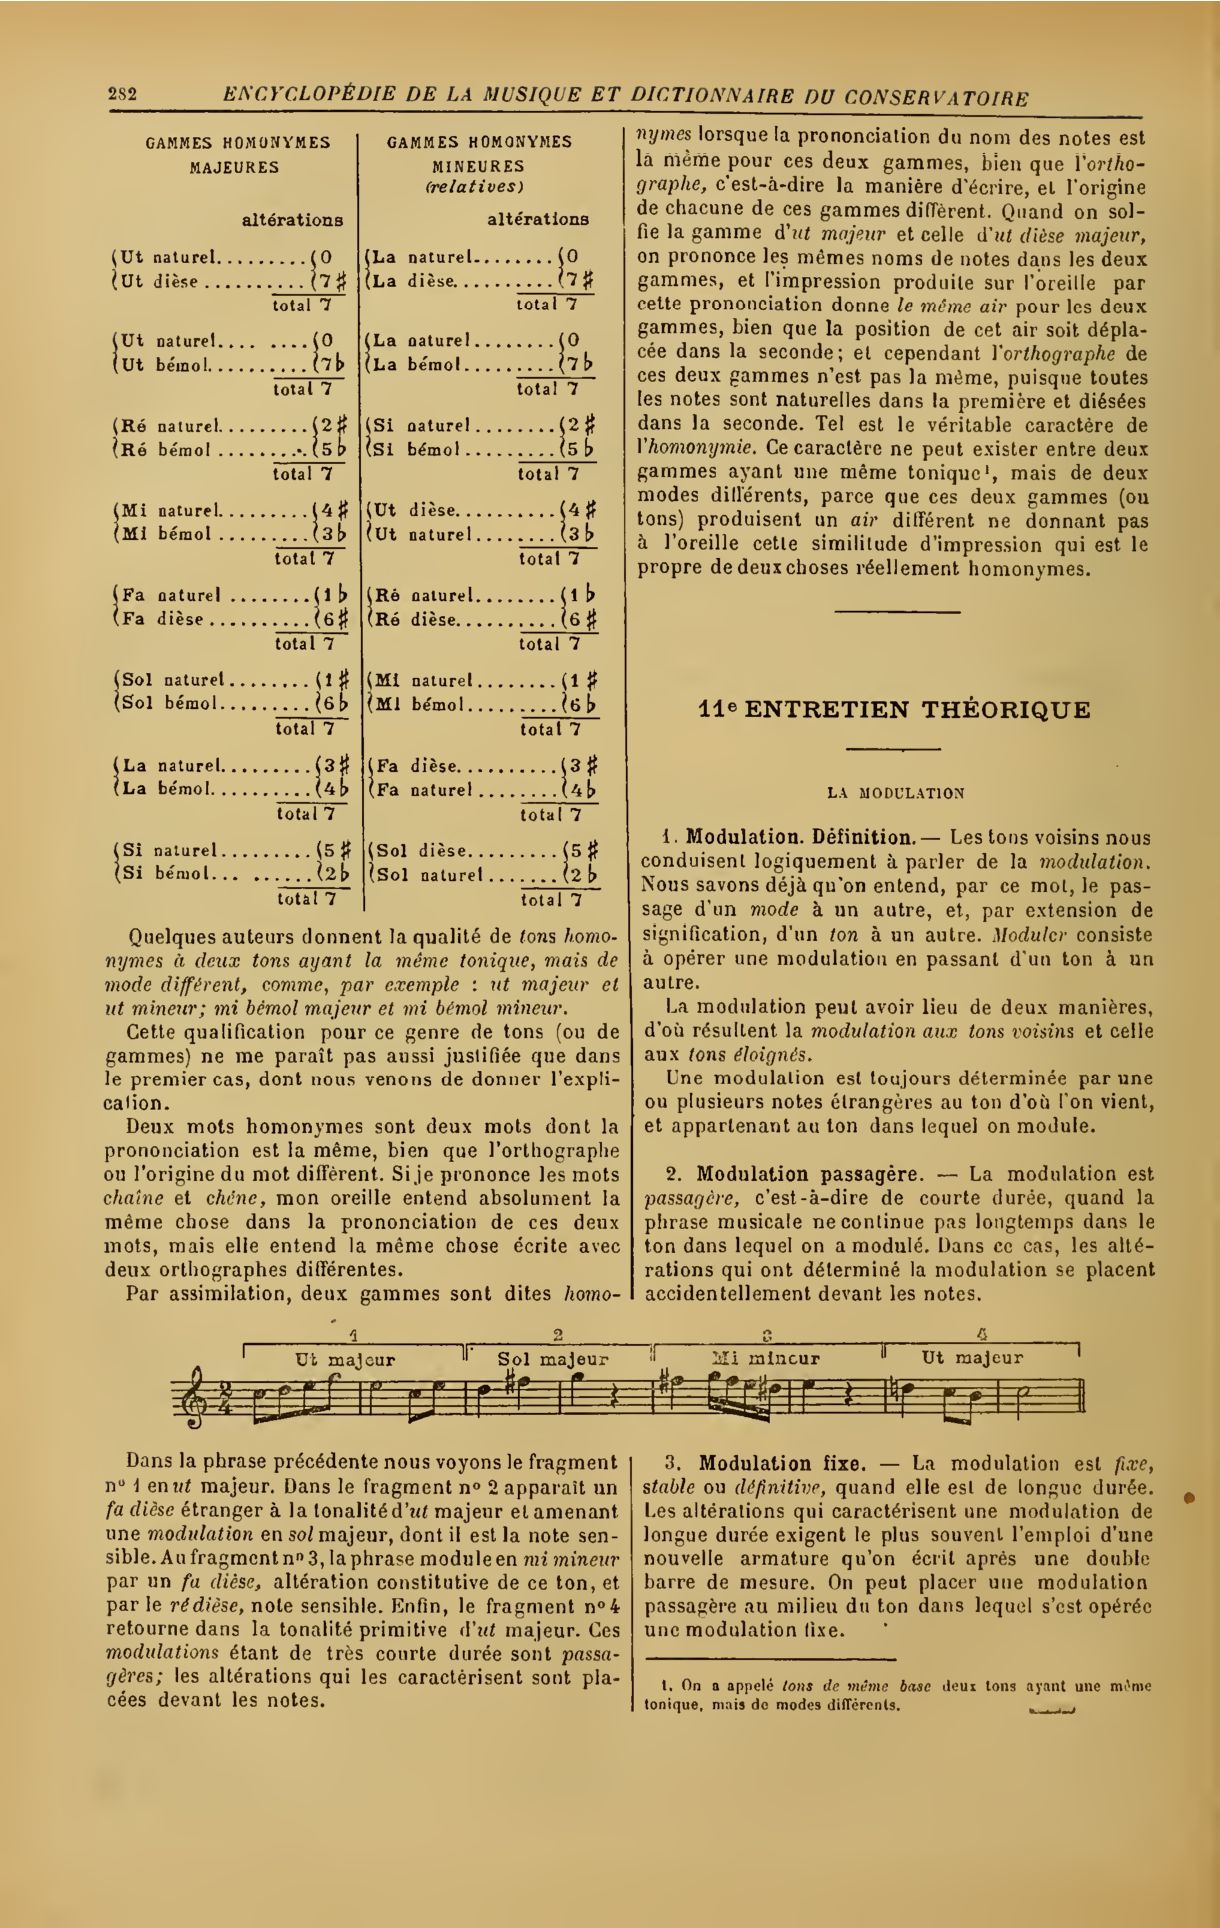 282 ENCYCLOPÉDIE DE LA MUSIQUE ET DICTIONNAIRE DU CONSERVATOIRE
GAMMES HOMONYMES
MAJEURES
altérations
Ut naturel......... 0
Ut dièse .......... 7♯
total 7
Ut naturel.... .... 0
Ut bémol.......... 7♭
total 7
Ré naturel......... 2♯
Ré bémol ......... 5♭
total 7
Mi naturel......... 4♯
Mi bémol ......... 3♭
total 7
Fa naturel ........ 1♭
Fa dièse .......... 6♯
total 7
Sol naturel........ 1♯
Sol bémol......... 6♭
total 7
La naturel......... 3♯
La bémol.......... 4♭
total 7
Si naturel......... 5♯
Si bémol... ...... 2♭
total 7
GAMMES HOMONYMES
MINEURES
(relatives)
altérations
La naturel........ 0
La dièse.......... 7♯
total 7
La naturel........ 0
La bémol......... 7♭
total 7
Si naturel........ 2♯
Si bémol......... 5♭
total 7
Ut dièse.......... 4♯
Ut naturel........ 3♭
total 7
Ré naturel........ 1♭
Ré dièse.......... 6♯
total 7
Mi naturel........ 1♯
Mi bémol......... 6♭
total 7
Fa dièse.......... 3♯
Fa naturel ........ 4♭
total 7
Sol dièse......... 5♯
Sol naturel....... 2♭
total 7
Quelques auteurs donnent la qualité de tons homo-
nymes à deux tons ayant la même tonique, mais de
mode différent, comme, par exemple : ut majeur et
ut mineur; mi bémol majeur et mi bémol mineur.
Cette qualification pour ce genre de tons (ou de
gammes) ne me paraît pas aussi justifiée que dans
le premier cas, dont nous venons de donner l'expli-
cation.
Deux mots homonymes sont deux mots dont la
prononciation est la même, bien que l'orthographe
ou l'origine du mot diffèrent. Si je prononce les mots
chaîne et chêne, mon oreille entend absolument la
même chose dans la prononciation de ces deux
mots, mais elle entend la même chose écrite avec
deux orthographes différentes.
Par assimilation, deux gammes sont dites homo-
nymes lorsque la prononciation du nom des notes est
la même pour ces deux gammes, bien que l'ortho-
graphe, c'est-à-dire la manière d'écrire, et l'origine
de chacune de ces gammes diffèrent. Quand on sol-
fie la gamme d'ut majeur et celle d'ut dièse majeur,
on prononce les mêmes noms de notes dans les deux
gammes, et l'impression produite sur l'oreille par
cette prononciation donne le même air pour les deux
gammes, bien que la position de cet air soit dépla-
cée dans la seconde; et cependant l'orthographe de
ces deux gammes n'est pas la même, puisque toutes
les notes sont naturelles dans la première et diésées
dans la seconde. Tel est le véritable caractère de
l'homonymie. Ce caractère ne peut exister entre deux
gammes ayant une même tonique¹, mais de deux
modes différents, parce que ces deux gammes (ou
tons) produisent un air différent ne donnant pas
à l'oreille cette similitude d'impression qui est le
propre de deux choses réellement homonymes.
11e ENTRETIEN THÉORIQUE
LA MODULATION
1. Modulation. Définition. — Les tons voisins nous
conduisent logiquement à parler de la modulation.
Nous savons déjà qu'on entend, par ce mot, le pas-
sage d'un mode à un autre, et, par extension de
signification, d'un ton à un autre. Moduler consiste
à opérer une modulation en passant d'un ton à un
autre.
La modulation peut avoir lieu de deux manières,
d'où résultent la modulation aux tons voisins et celle
aux tons éloignés.
Une modulation est toujours déterminée par une
ou plusieurs notes étrangères au ton d'où l'on vient,
et appartenant au ton dans lequel on module.
2. Modulation passagère. — La modulation est
passagère, c'est-à-dire de courte durée, quand la
phrase musicale ne continue pas longtemps dans le
ton dans lequel on a modulé. Dans ce cas, les alté-
rations qui ont déterminé la modulation se placent
accidentellement devant les notes.
1 2 3 4
Ut majeur Sol majeur Mi mineur Ut majeur
2
4
Dans la phrase précédente nous voyons le fragment
n° 1 en ut majeur. Dans le fragment n° 2 apparaît un
fa dièse étranger à la tonalité d'ut majeur et amenant
une modulation en sol majeur, dont il est la note sen-
sible. Au fragment n° 3, la phrase module en mi mineur
par un fa dièse, altération constitutive de ce ton, et
par le ré dièse, note sensible. Enfin, le fragment n° 4
retourne dans la tonalité primitive d'ut majeur. Ces
modulations étant de très courte durée sont passa-
gères; les altérations qui les caractérisent sont pla-
cées devant les notes.
3. Modulation fixe. — La modulation est fixe,
stable ou définitive, quand elle est de longue durée.
Les altérations qui caractérisent une modulation de
longue durée exigent le plus souvent l'emploi d'une
nouvelle armature qu'on écrit après une double
barre de mesure. On peut placer une modulation
passagère au milieu du ton dans lequel s'est opérée
une modulation fixe.
1. On a appelé tons de même base deux tons ayant une même
tonique, mais de modes différents.